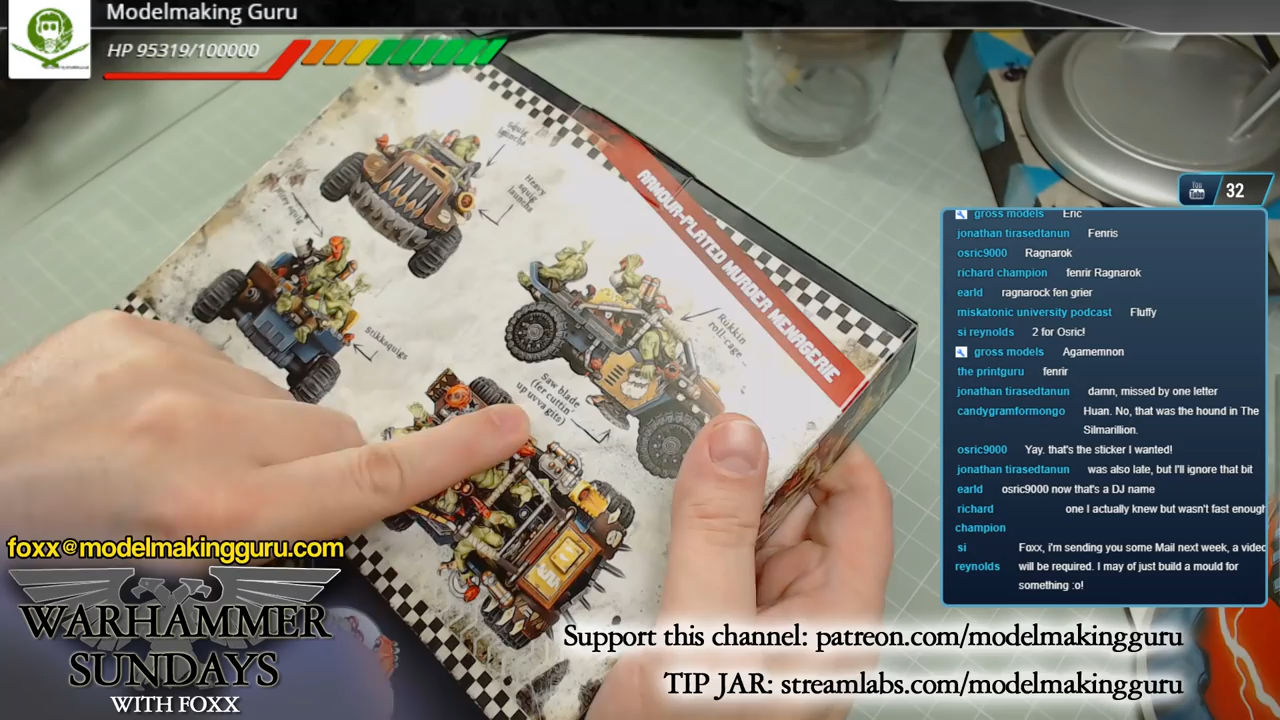 Modelmaking Guru
HP 95319/100000
Squig
launcha
Heavy
squig
launcha
squig
sukksquigs
ARMOUR-PLATED MURDER MENAGERIE
Rukkin
roll-cage
Saw blade
(fer cuttin'
up uvva gits)
You
Tube
32
gross models Eric
jonathan tirasedtanun Fenris
osric9000 Ragnarok
richard champion fenrir Ragnarok
earld ragnarock fen grier
miskatonic university podcast Fluffy
si reynolds 2 for Osric!
gross models Agamemnon
the printguru fenrir
jonathan tirasedtanun damn, missed by one letter
candygramformongo Huan. No, that was the hound in The
Silmarillion.
osric9000 Yay. that's the sticker I wanted!
jonathan tirasedtanun was also late, but I'll ignore that bit
earld osric9000 now that's a DJ name
richard one I actually knew but wasn't fast enough
champion
si Foxx, i'm sending you some Mail next week, a video
reynolds will be required. I may of just build a mould for
something :o!
foxx@modelmakingguru.com
WARHAMMER
SUNDAYS
WITH FOXX
Support this channel: patreon.com/modelmakingguru
TIP JAR: streamlabs.com/modelmakingguru